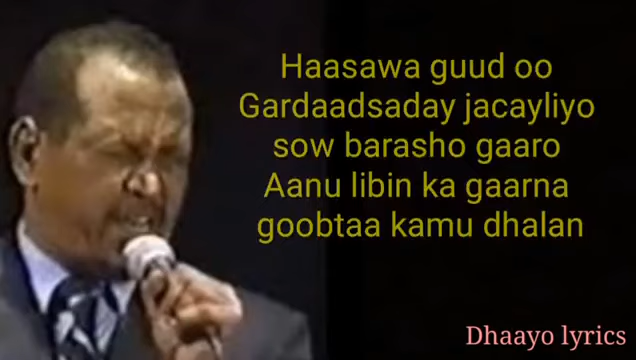 Haasawa guud oo
Gardaadsaday jacayliyo
sow barasho gaaro
Aanu libin ka gaarna
goobtaa kamu dhalan
Dhaayo lyrics